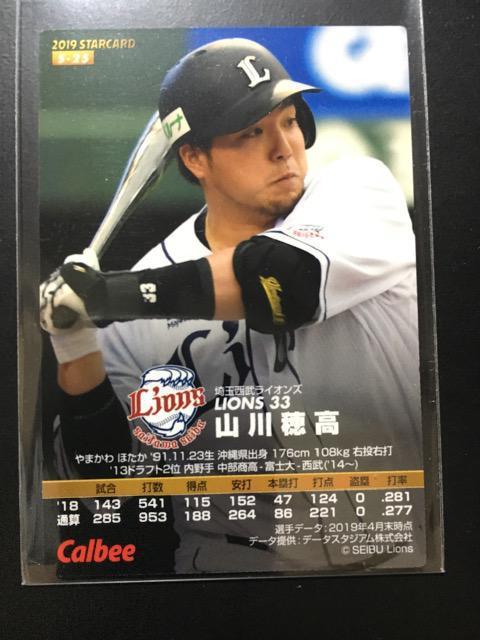 2019 STARCARD
S-25
L
33
Lions
saitama seibu
埼玉西武ライオンズ
LIONS 33
山川穂高
やまかわ ほたか '91.11.23生 沖縄県出身 176cm 108kg 右投右打
'13ドラフト2位 内野手 中部商高-富士大-西武('14~)
試合 打数 得点 安打 本塁打 打点 盗塁 打率
'18 143 541 115 152 47 124 0 .281
通算 285 953 188 264 86 221 0 .277
選手データ:2019年4月末時点
データ提供:データスタジアム株式会社
Calbee
© SEIBU Lions